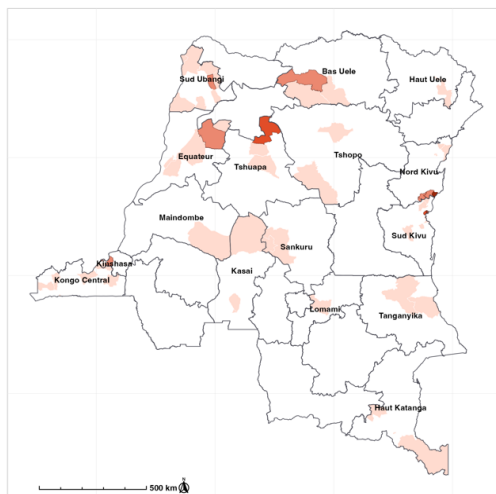 Bas Uele
Sud Ubangi
Haut Uele
Equateur
Tshuapa
Tshopo
Nord Kivu
Maindombe
Sankuru
Sud Kivu
Kinshasa
Kongo Central
Kasai
Lomami
Tanganyika
Haut Katanga
500 km
N